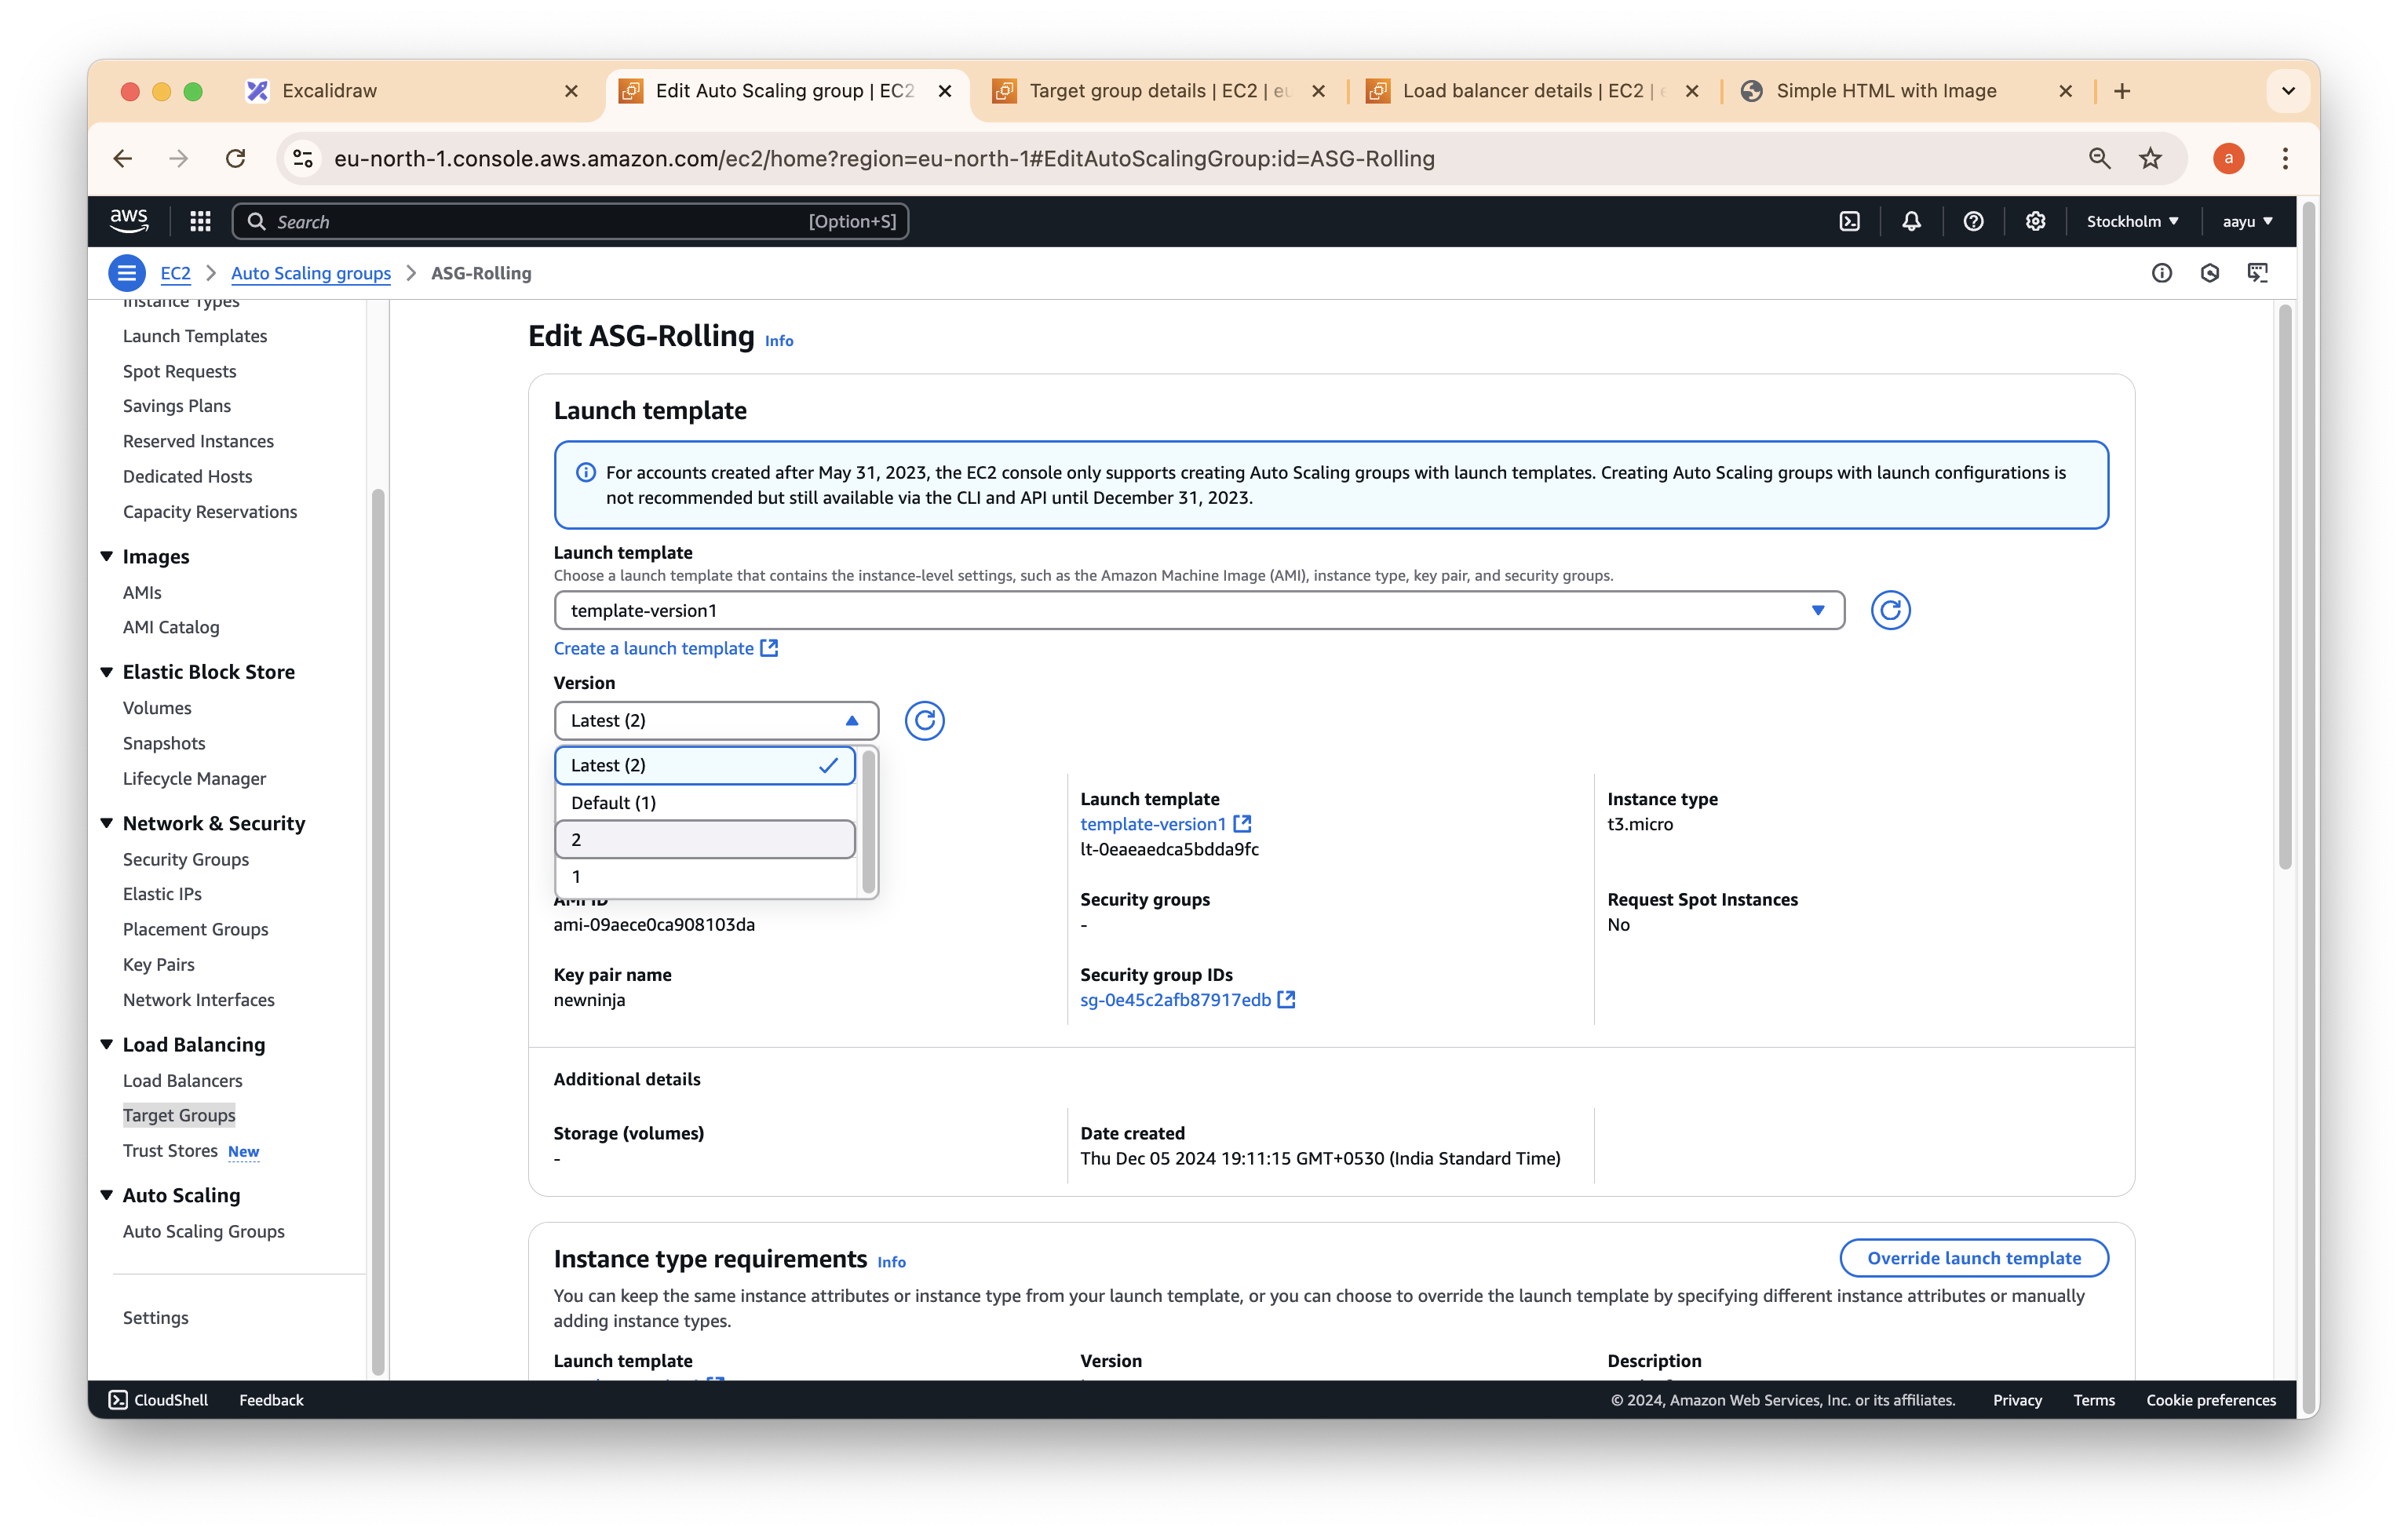 Excalidraw
Edit Auto Scaling group | EC2
Target group details | EC2 | eu
Load balancer details | EC2 | e
Simple HTML with Image
eu-north-1.console.aws.amazon.com/ec2/home?region=eu-north-1#EditAutoScalingGroup:id=ASG-Rolling
a
aws
Search
[Option+S]
Stockholm
aayu
EC2
Auto Scaling groups
ASG-Rolling
Instance Types
Launch Templates
Spot Requests
Savings Plans
Reserved Instances
Dedicated Hosts
Capacity Reservations
Images
AMIs
AMI Catalog
Elastic Block Store
Volumes
Snapshots
Lifecycle Manager
Network & Security
Security Groups
Elastic IPs
Placement Groups
Key Pairs
Network Interfaces
Load Balancing
Load Balancers
Target Groups
Trust Stores New
Auto Scaling
Auto Scaling Groups
Settings
Edit ASG-Rolling Info
Launch template
For accounts created after May 31, 2023, the EC2 console only supports creating Auto Scaling groups with launch templates. Creating Auto Scaling groups with launch configurations is
not recommended but still available via the CLI and API until December 31, 2023.
Launch template
Choose a launch template that contains the instance-level settings, such as the Amazon Machine Image (AMI), instance type, key pair, and security groups.
template-version1
Create a launch template
Version
Latest (2)
Latest (2)
Default (1)
2
1
Launch template
template-version1
lt-0eaeaedca5bdda9fc
Instance type
t3.micro
AMI ID
ami-09aece0ca908103da
Security groups
-
Request Spot Instances
No
Key pair name
newninja
Security group IDs
sg-0e45c2afb87917edb
Additional details
Storage (volumes)
-
Date created
Thu Dec 05 2024 19:11:15 GMT+0530 (India Standard Time)
Instance type requirements Info
Override launch template
You can keep the same instance attributes or instance type from your launch template, or you can choose to override the launch template by specifying different instance attributes or manually
adding instance types.
Launch template
Version
Description
CloudShell
Feedback
© 2024, Amazon Web Services, Inc. or its affiliates.
Privacy
Terms
Cookie preferences